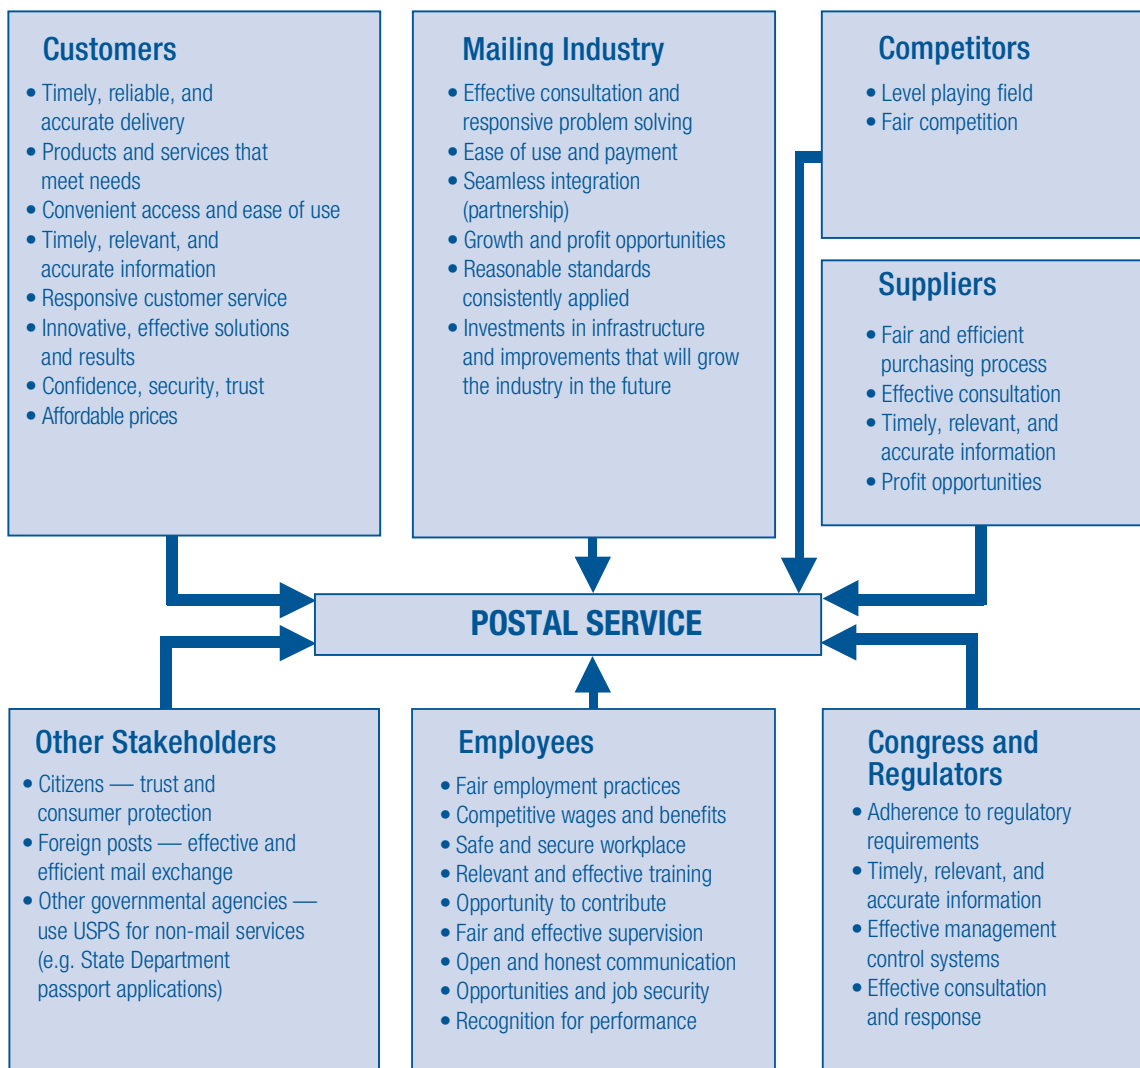 Customers
• Timely, reliable, and
accurate delivery
• Products and services that
meet needs
• Convenient access and ease of use
• Timely, relevant, and
accurate information
• Responsive customer service
• Innovative, effective solutions
and results
• Confidence, security, trust
• Affordable prices
Mailing Industry
• Effective consultation and
responsive problem solving
• Ease of use and payment
• Seamless integration
(partnership)
• Growth and profit opportunities
• Reasonable standards
consistently applied
• Investments in infrastructure
and improvements that will grow
the industry in the future
Competitors
• Level playing field
• Fair competition
Suppliers
• Fair and efficient
purchasing process
• Effective consultation
• Timely, relevant, and
accurate information
• Profit opportunities
POSTAL SERVICE
Other Stakeholders
• Citizens — trust and
consumer protection
• Foreign posts — effective and
efficient mail exchange
• Other governmental agencies —
use USPS for non-mail services
(e.g. State Department
passport applications)
Employees
• Fair employment practices
• Competitive wages and benefits
• Safe and secure workplace
• Relevant and effective training
• Opportunity to contribute
• Fair and effective supervision
• Open and honest communication
• Opportunities and job security
• Recognition for performance
Congress and
Regulators
• Adherence to regulatory
requirements
• Timely, relevant, and
accurate information
• Effective management
control systems
• Effective consultation
and response